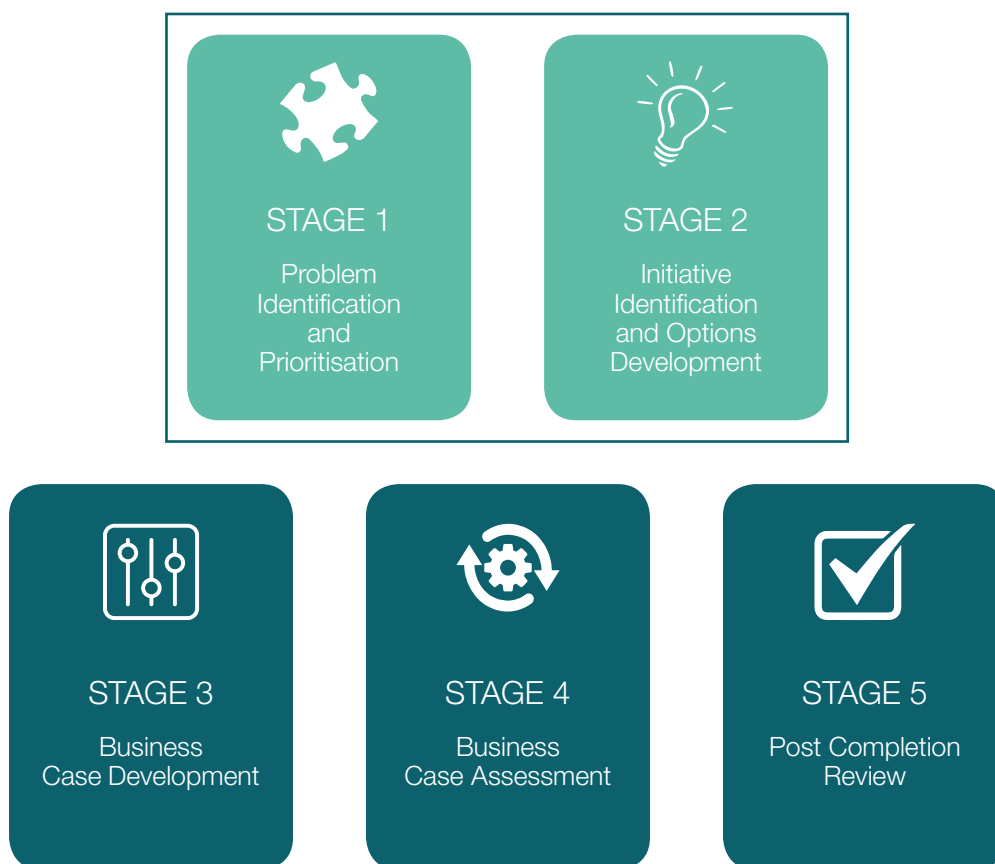 STAGE 1
Problem
Identification
and
Prioritisation
STAGE 2
Initiative
Identification
and Options
Development
STAGE 3
Business
Case Development
STAGE 4
Business
Case Assessment
STAGE 5
Post Completion
Review